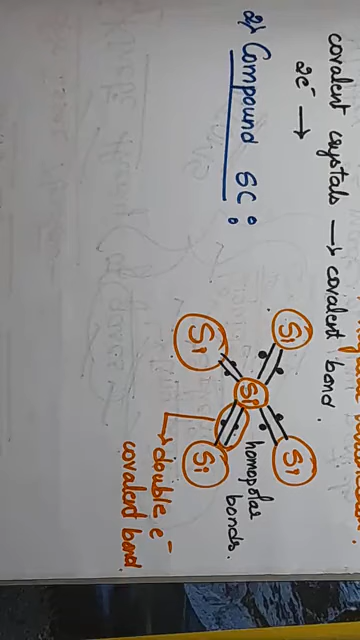 covalent crystals → covalent bond.
2e⁻ →
Si
Si
Si
Si
Si
homopolar
bonds.
→ double e⁻
covalent bond.
2) Compound SC: